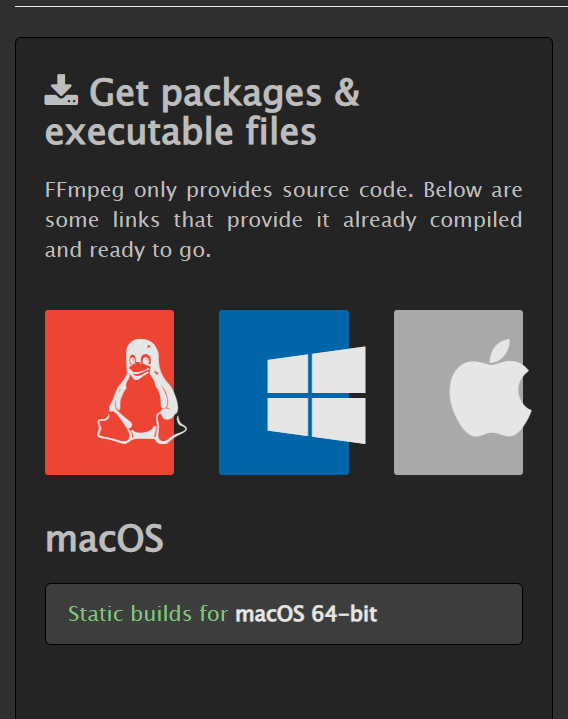 Get packages &
executable files
FFmpeg only provides source code. Below are
some links that provide it already compiled
and ready to go.
macOS
Static builds for macOS 64-bit